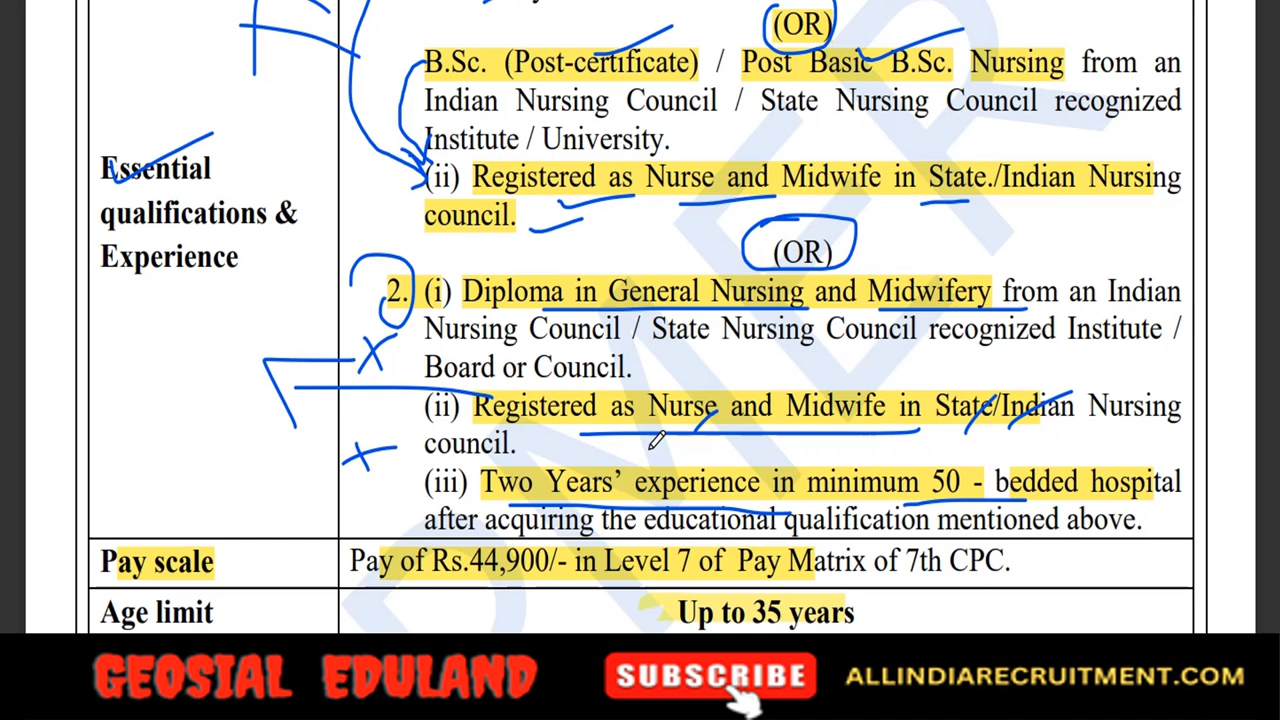 (OR)
B.Sc. (Post-certificate) / Post Basic B.Sc. Nursing from an
Indian Nursing Council / State Nursing Council recognized
Institute / University.
(ii) Registered as Nurse and Midwife in State./Indian Nursing
council.
Essential
qualifications &
Experience
(OR)
2. (i) Diploma in General Nursing and Midwifery from an Indian
Nursing Council / State Nursing Council recognized Institute /
Board or Council.
(ii) Registered as Nurse and Midwife in State/Indian Nursing
council.
(iii) Two Years’ experience in minimum 50 - bedded hospital
after acquiring the educational qualification mentioned above.
Pay scale
Pay of Rs.44,900/- in Level 7 of Pay Matrix of 7th CPC.
Age limit
Up to 35 years
GEOSIAL EDULAND
SUBSCRIBE
ALLINDIARECRUITMENT.COM